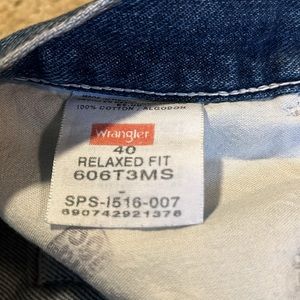 100% COTTON / ALGODON
Wrangler
40
RELAXED FIT
606T3MS
-
SPS-I516-007
690742921376